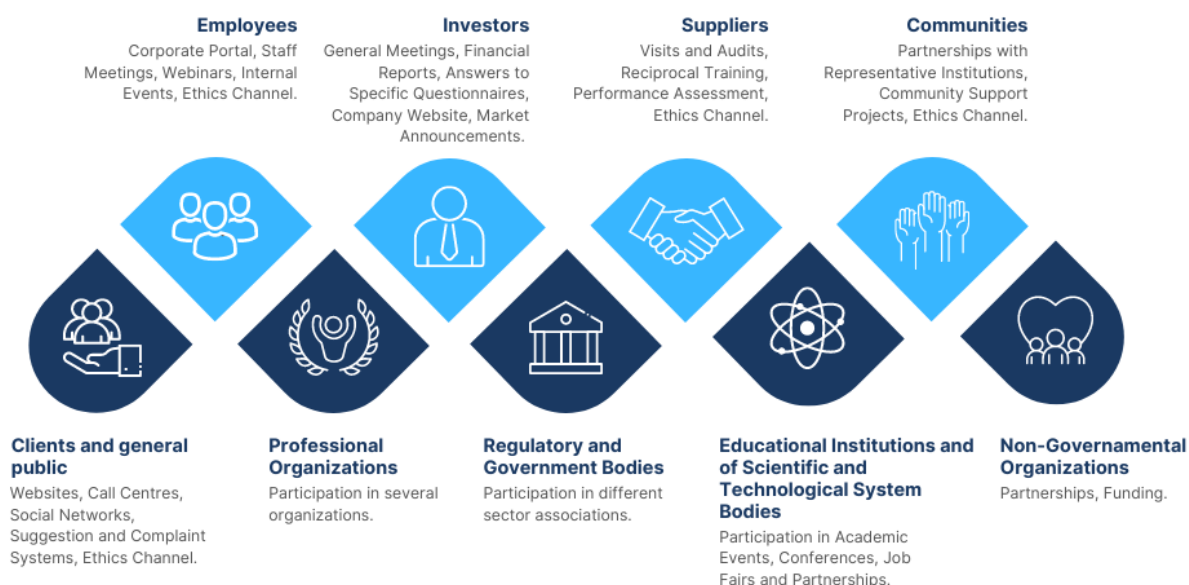 Employees
Corporate Portal, Staff
Meetings, Webinars, Internal
Events, Ethics Channel.
Investors
General Meetings, Financial
Reports, Answers to
Specific Questionnaires,
Company Website, Market
Announcements.
Suppliers
Visits and Audits,
Reciprocal Training,
Performance Assessment,
Ethics Channel.
Communities
Partnerships with
Representative Institutions,
Community Support
Projects, Ethics Channel.
Clients and general
public
Websites, Call Centres,
Social Networks,
Suggestion and Complaint
Systems, Ethics Channel.
Professional
Organizations
Participation in several
organizations.
Regulatory and
Government Bodies
Participation in different
sector associations.
Educational Institutions and
of Scientific and
Technological System
Bodies
Participation in Academic
Events, Conferences, Job
Fairs and Partnerships.
Non-Governamental
Organizations
Partnerships, Funding.